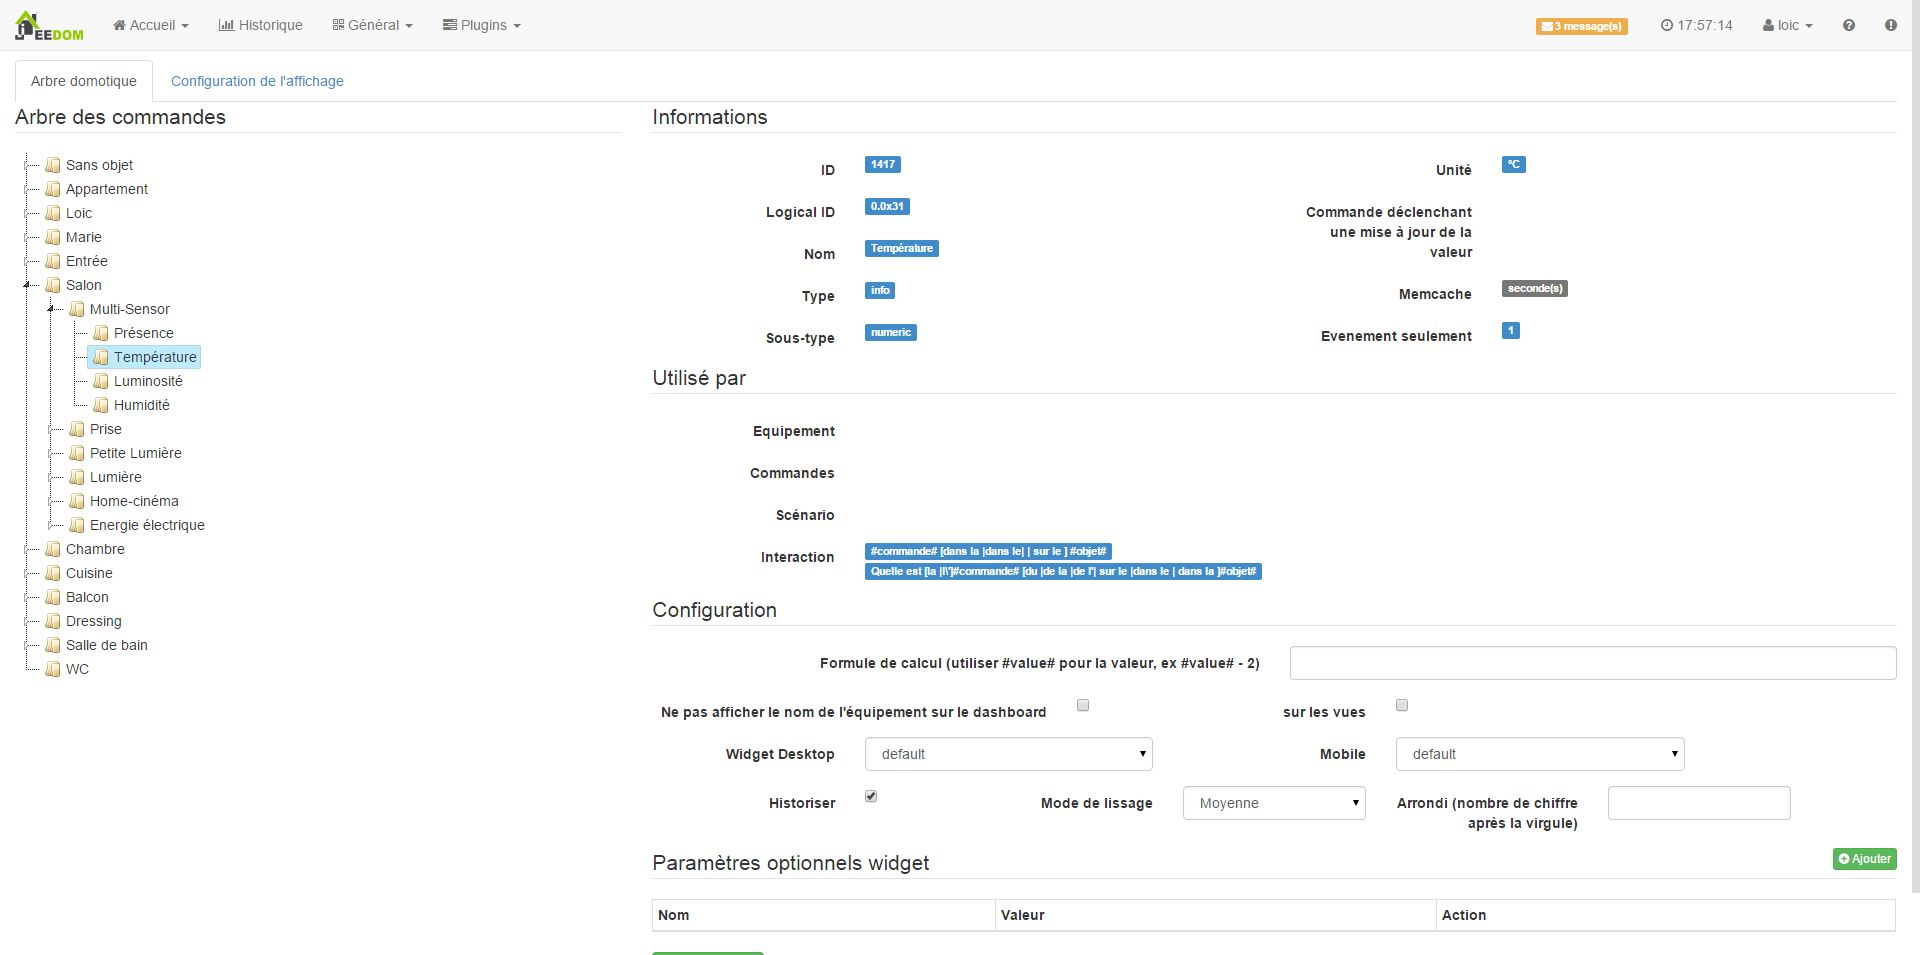 JEEDOM Accueil Historique Général Plugins 3 message(s) 17:57:14 loic
Arbre domotique Configuration de l'affichage
Arbre des commandes
Sans objet
Appartement
Loic
Marie
Entrée
Salon
Multi-Sensor
Présence
Température
Luminosité
Humidité
Prise
Petite Lumière
Lumière
Home-cinéma
Energie électrique
Chambre
Cuisine
Balcon
Dressing
Salle de bain
WC
Informations
ID 1417
Logical ID 0.0x31
Nom Température
Type info
Sous-type numeric
Unité °C
Commande déclenchant
une mise à jour de la
valeur
Memcache seconde(s)
Evenement seulement 1
Utilisé par
Equipement
Commandes
Scénario
Interaction #commande# [dans la |dans le| | sur le ] #objet#
Quelle est [la |l\']#commande# [du |de la |de l'| sur le |dans le | dans la ]#objet#
Configuration
Formule de calcul (utiliser #value# pour la valeur, ex #value# - 2)
Ne pas afficher le nom de l'équipement sur le dashboard sur les vues
Widget Desktop default Mobile default
Historiser Mode de lissage Moyenne Arrondi (nombre de chiffre
après la virgule)
Paramètres optionnels widget Ajouter
Nom Valeur Action